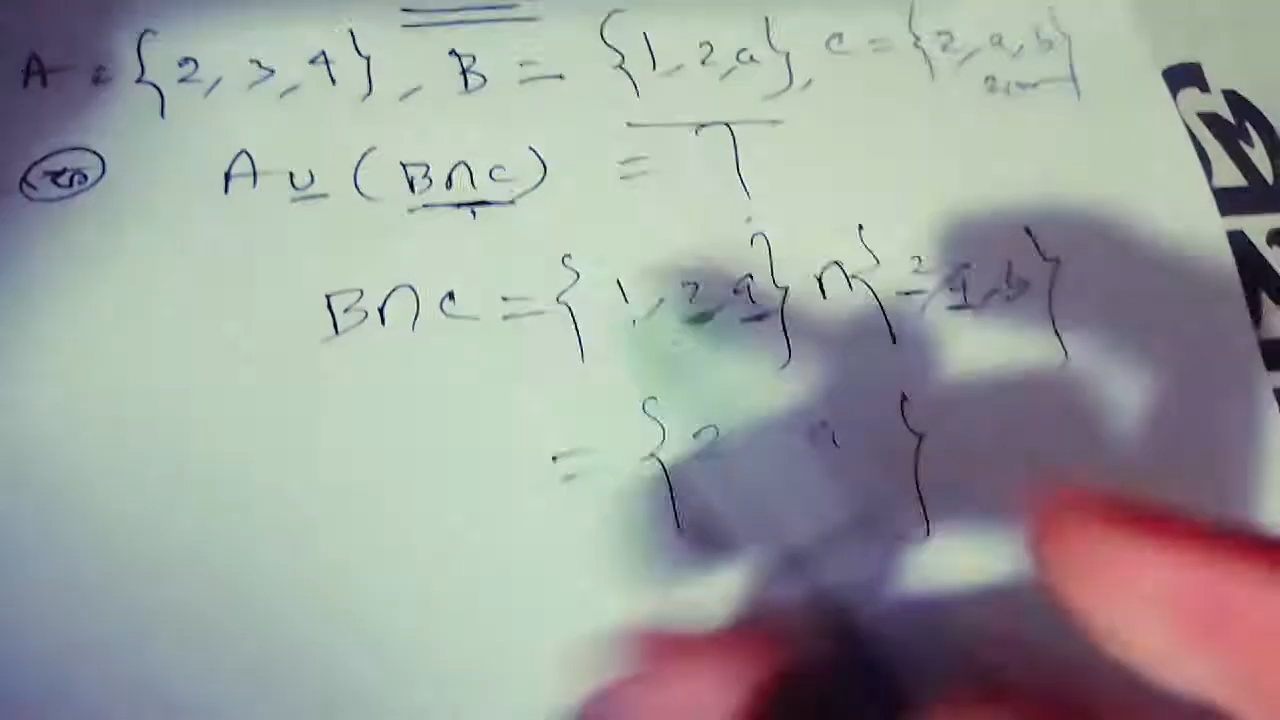 A = {2, 3, 4}, B = {1, 2, a}, C = {2, a, b}
A ∪ (B∩C) = ?
B∩C = {1, 2, a} ∩ {2, a, b}
= {2 a}